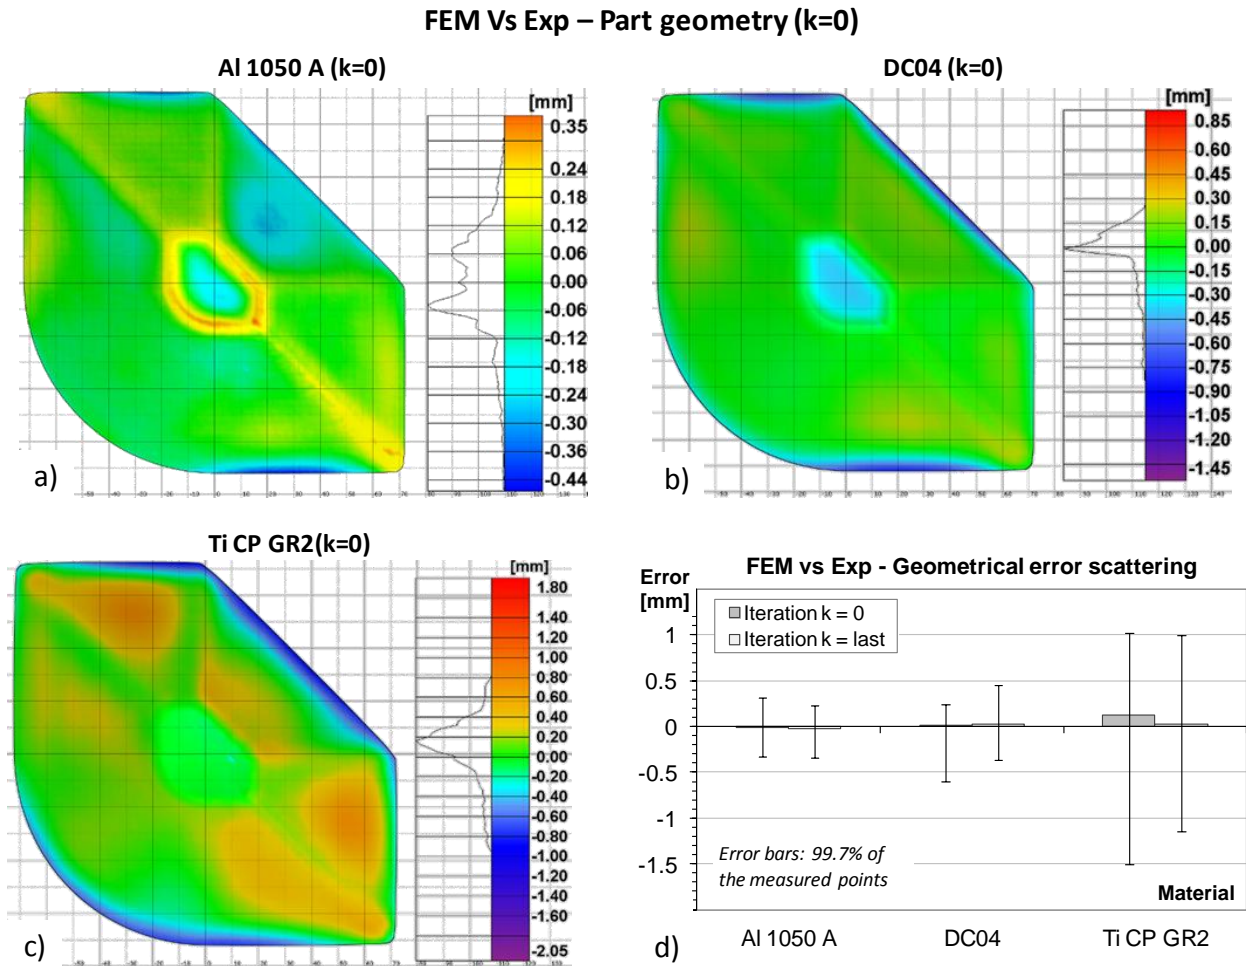 FEM Vs Exp – Part geometry (k=0)
Al 1050 A (k=0)
[mm]
0.35
0.24
0.18
0.12
0.06
0.00
-0.06
-0.12
-0.18
-0.24
-0.30
-0.36
-0.44
a)
DC04 (k=0)
[mm]
0.85
0.60
0.45
0.30
0.15
0.00
-0.15
-0.30
-0.45
-0.60
-0.75
-0.90
-1.05
-1.20
-1.45
b)
Ti CP GR2(k=0)
[mm]
1.80
1.40
1.00
0.80
0.60
0.40
0.20
0.00
-0.20
-0.40
-0.60
-0.80
-1.00
-1.20
-1.40
-1.60
-2.05
c)
FEM vs Exp - Geometrical error scattering
Error
[mm]
Iteration k = 0
Iteration k = last
1
0.5
0
-0.5
-1
-1.5
Error bars: 99.7% of
the measured points
Material
Al 1050 A DC04 Ti CP GR2
d)